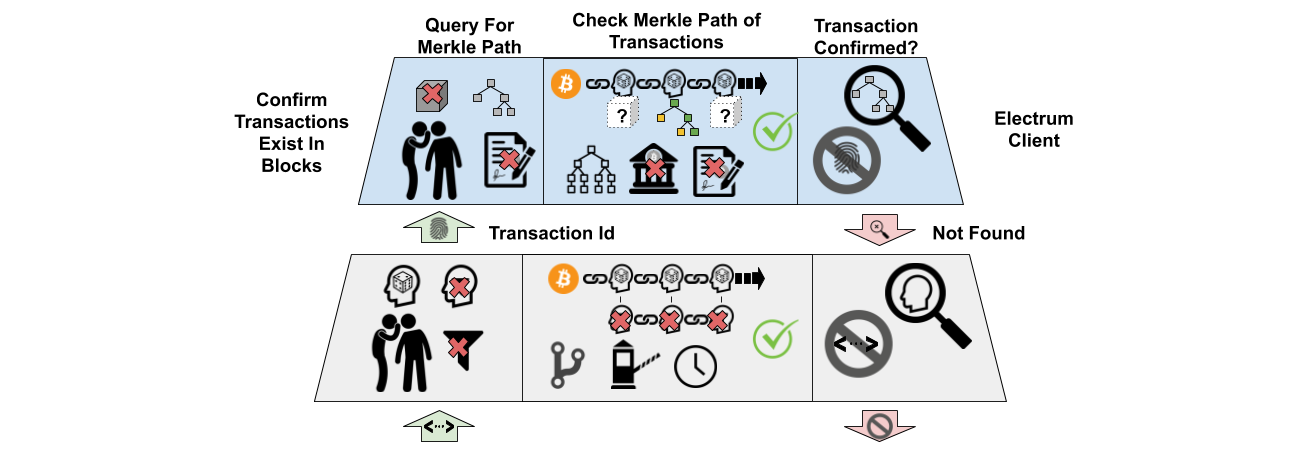 Query For
Merkle Path
Check Merkle Path of
Transactions
Transaction
Confirmed?
Confirm
Transactions
Exist In
Blocks
? ?
Electrum
Client
Transaction Id
Not Found
<···>
<···>